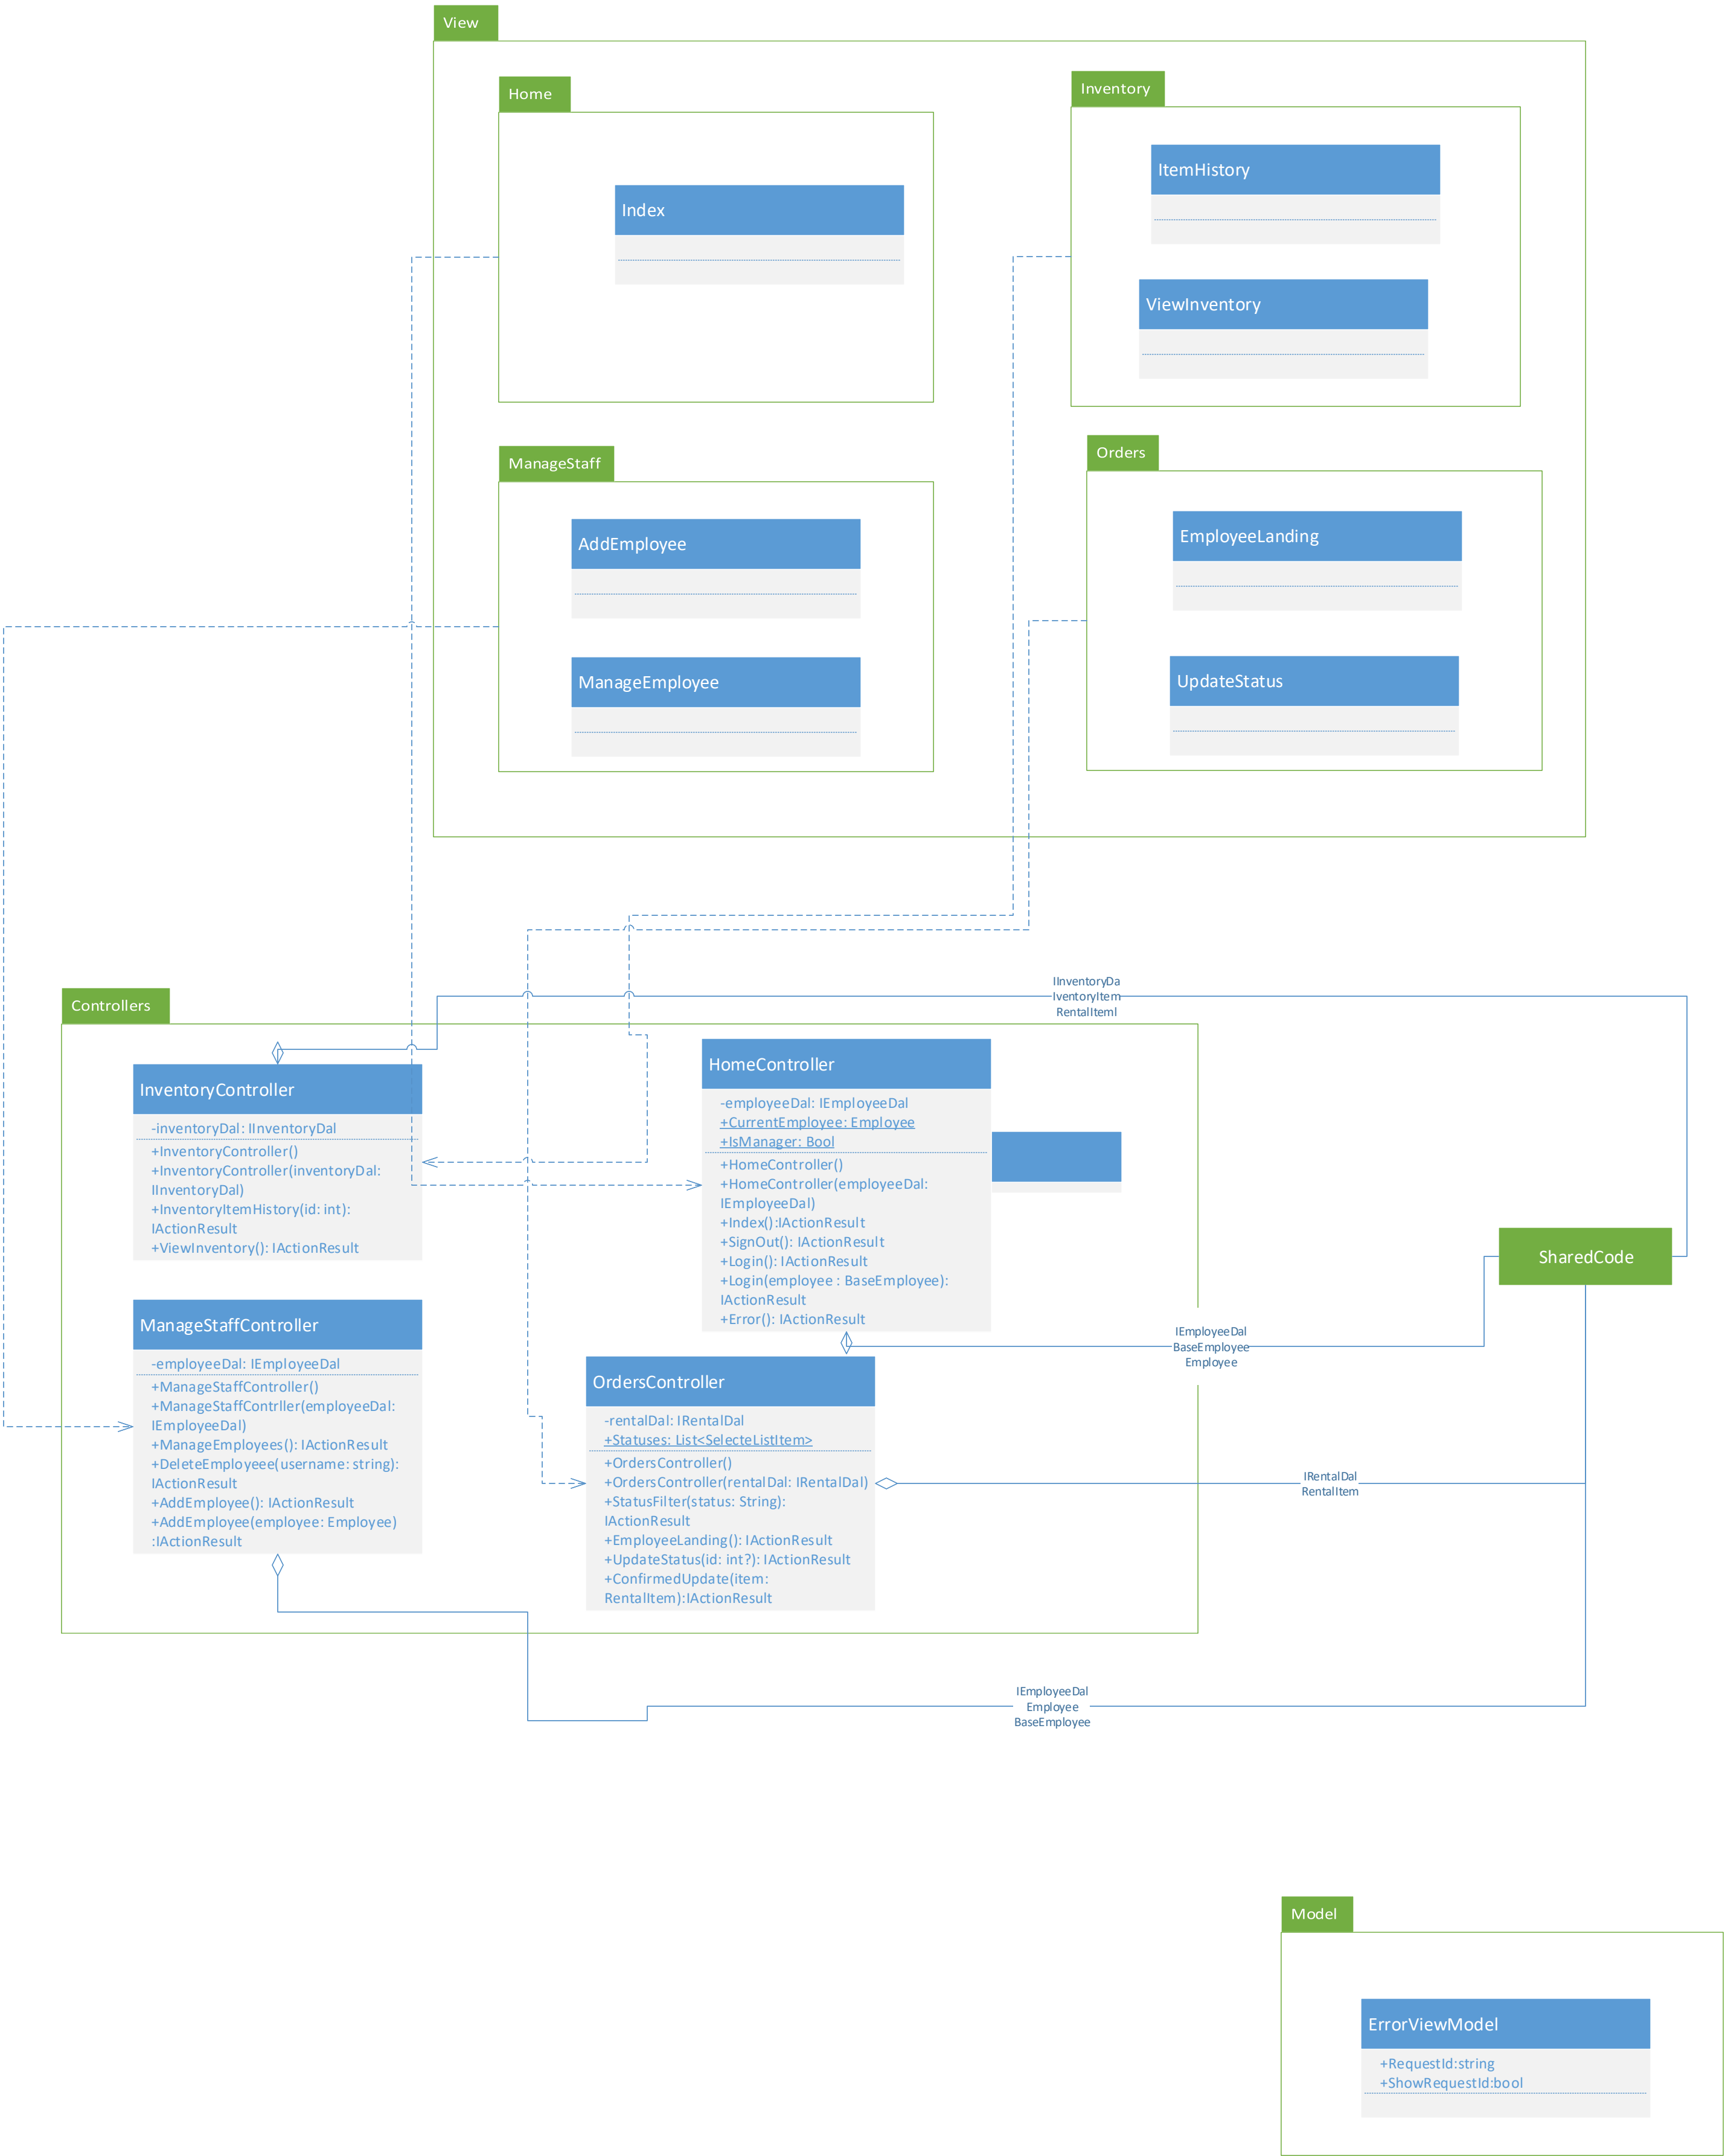 View
Home
Index
Inventory
ItemHistory
ViewInventory
ManageStaff
AddEmployee
ManageEmployee
Orders
EmployeeLanding
UpdateStatus
IInventoryDa
IventoryItem
RentalIteml
Controllers
InventoryController
-inventoryDal: IInventoryDal
+InventoryController()
+InventoryController(inventoryDal:
IInventoryDal)
+InventoryItemHistory(id: int):
IActionResult
+ViewInventory(): IActionResult
HomeController
-employeeDal: IEmployeeDal
+CurrentEmployee: Employee
+IsManager: Bool
+HomeController()
+HomeController(employeeDal:
IEmployeeDal)
+Index():IActionResult
+SignOut(): IActionResult
+Login(): IActionResult
+Login(employee : BaseEmployee):
IActionResult
+Error(): IActionResult
SharedCode
ManageStaffController
-employeeDal: IEmployeeDal
+ManageStaffController()
+ManageStaffContrller(employeeDal:
IEmployeeDal)
+ManageEmployees(): IActionResult
+DeleteEmployeee(username: string):
IActionResult
+AddEmployee(): IActionResult
+AddEmployee(employee: Employee)
:IActionResult
IEmployeeDal
BaseEmployee
Employee
OrdersController
-rentalDal: IRentalDal
+Statuses: List<SelecteListItem>
+OrdersController()
+OrdersController(rentalDal: IRentalDal)
+StatusFilter(status: String):
IActionResult
+EmployeeLanding(): IActionResult
+UpdateStatus(id: int?): IActionResult
+ConfirmedUpdate(item:
RentalItem):IActionResult
IRentalDal
RentalItem
IEmployeeDal
Employee
BaseEmployee
Model
ErrorViewModel
+RequestId:string
+ShowRequestId:bool